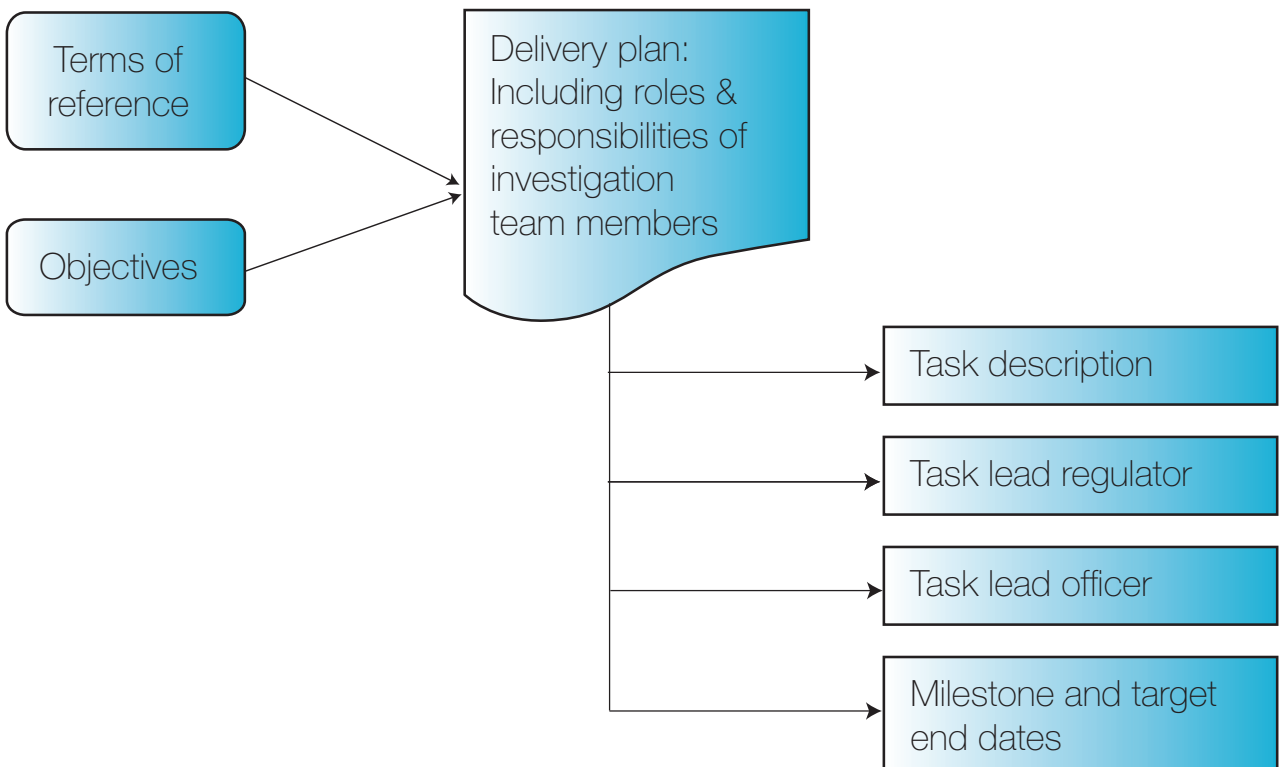 Terms of
reference
Objectives
Delivery plan:
Including roles &
responsibilities of
investigation
team members
Task description
Task lead regulator
Task lead officer
Milestone and target
end dates